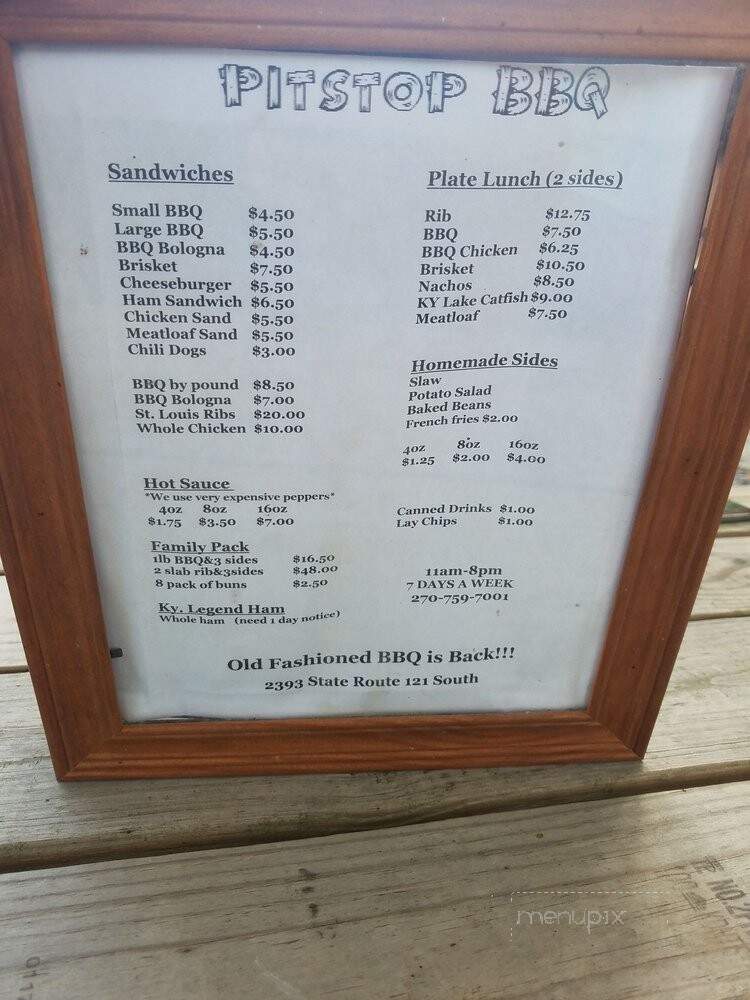 PITSTOP BBQ
Sandwiches
Small BBQ $4.50
Large BBQ $5.50
BBQ Bologna $4.50
Brisket $7.50
Cheeseburger $5.50
Ham Sandwich $6.50
Chicken Sand $5.50
Meatloaf Sand $5.50
Chili Dogs $3.00
BBQ by pound $8.50
BBQ Bologna $7.00
St. Louis Ribs $20.00
Whole Chicken $10.00
Hot Sauce
*We use very expensive peppers*
4oz 8oz 16oz
$1.75 $3.50 $7.00
Family Pack
1lb BBQ&3 sides $16.50
2 slab rib&3sides $48.00
8 pack of buns $2.50
Ky. Legend Ham
Whole ham (need 1 day notice)
Plate Lunch (2 sides)
Rib $12.75
BBQ $7.50
BBQ Chicken $6.25
Brisket $10.50
Nachos $8.50
KY Lake Catfish $9.00
Meatloaf $7.50
Homemade Sides
Slaw
Potato Salad
Baked Beans
French fries $2.00
4oz 8oz 16oz
$1.25 $2.00 $4.00
Canned Drinks $1.00
Lay Chips $1.00
11am-8pm
7 DAYS A WEEK
270-759-7001
Old Fashioned BBQ is Back!!!
2393 State Route 121 South
menupix
NO.2